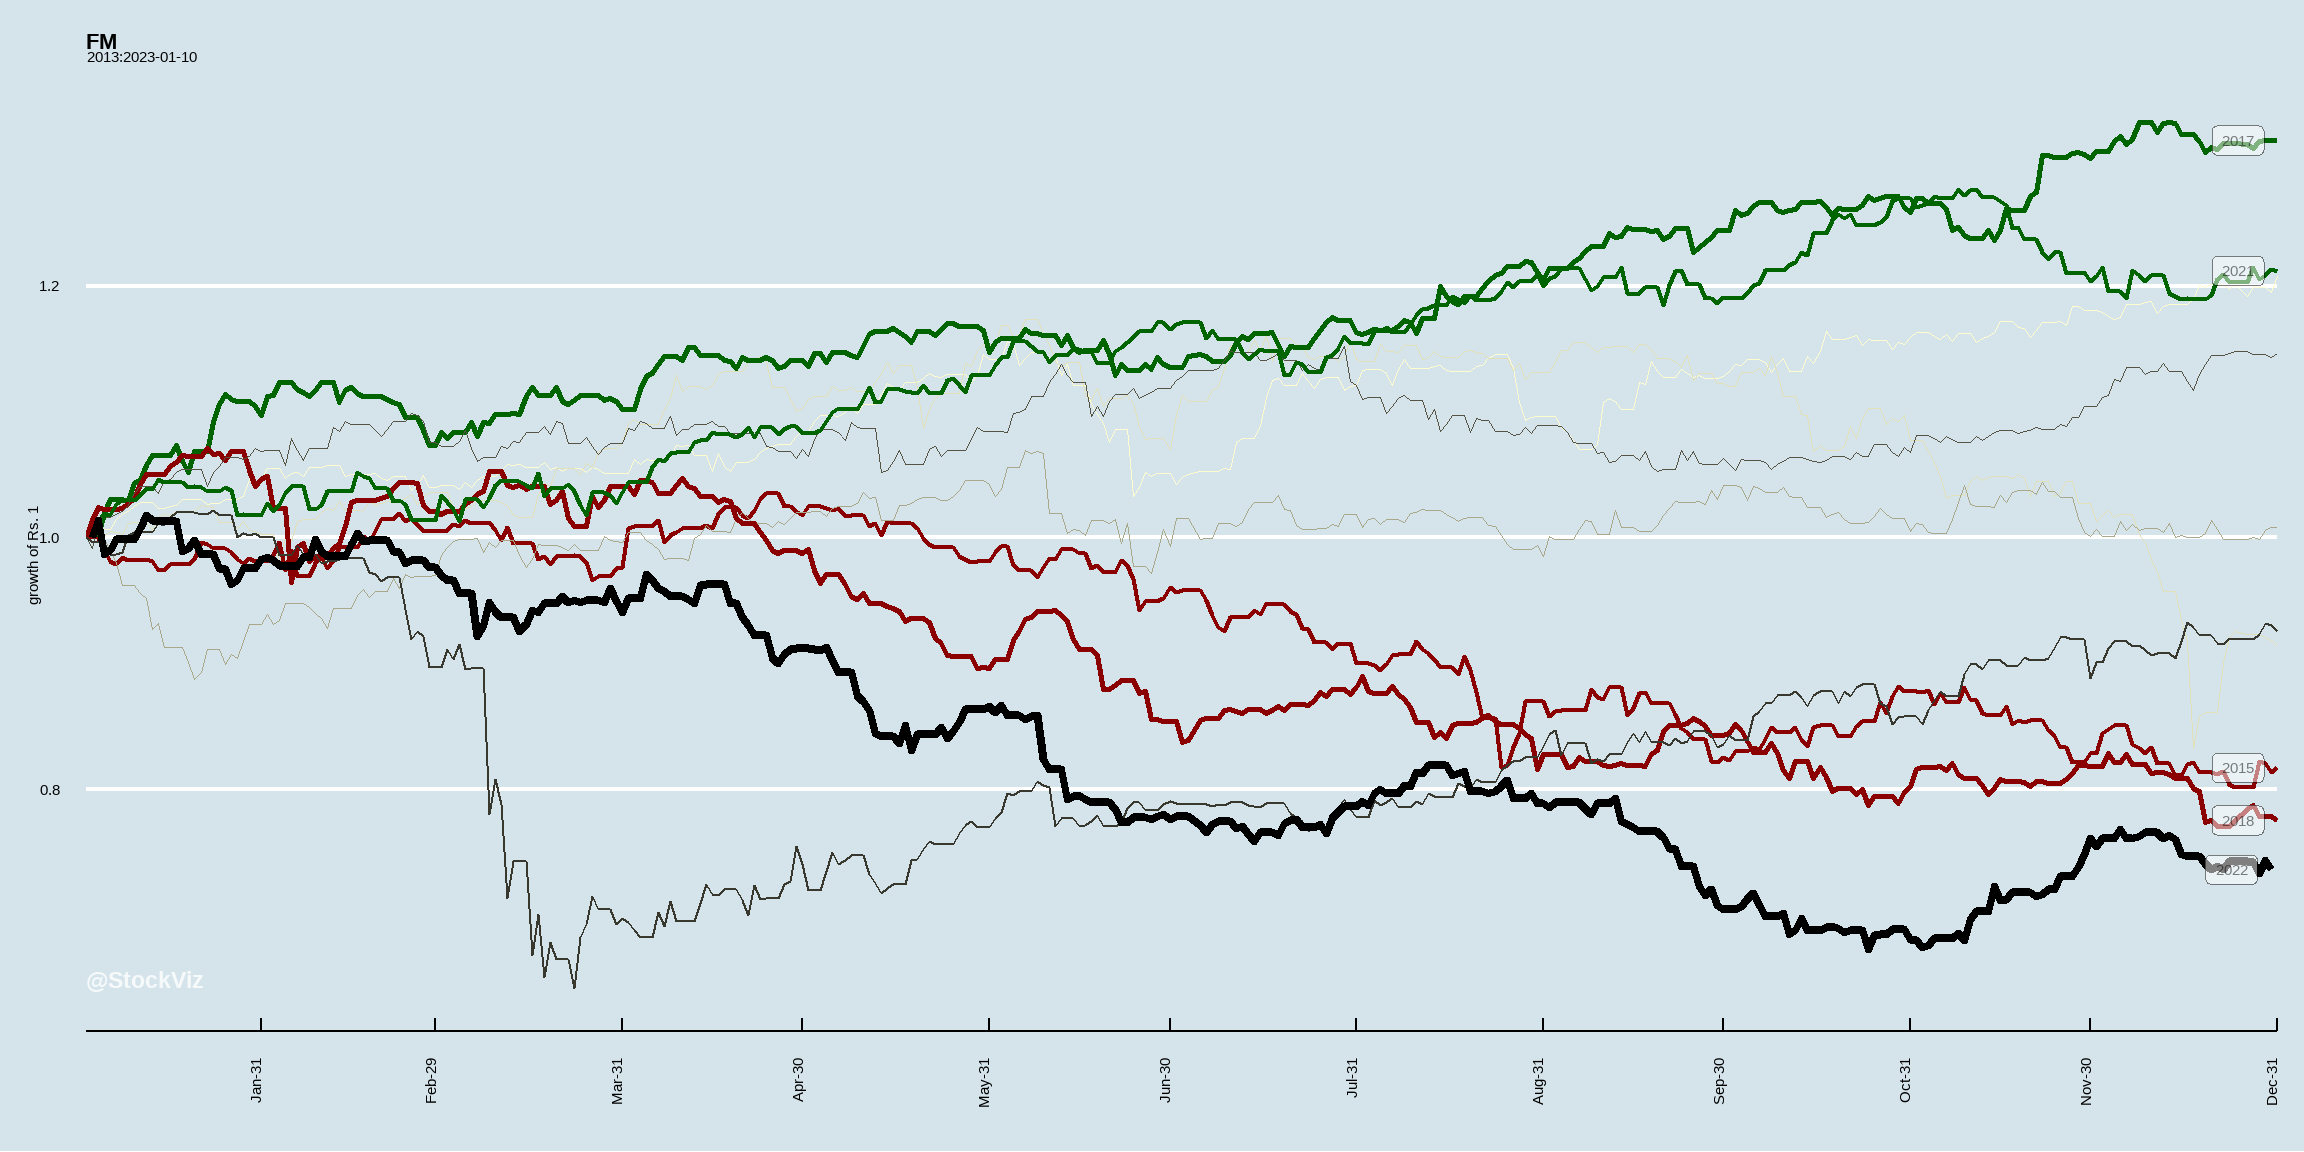 FM
2013:2023-01-10
growth of Rs. 1
1.2
1.0
0.8
2017
2021
2015
2018
2022
@StockViz
Jan-31
Feb-29
Mar-31
Apr-30
May-31
Jun-30
Jul-31
Aug-31
Sep-30
Oct-31
Nov-30
Dec-31